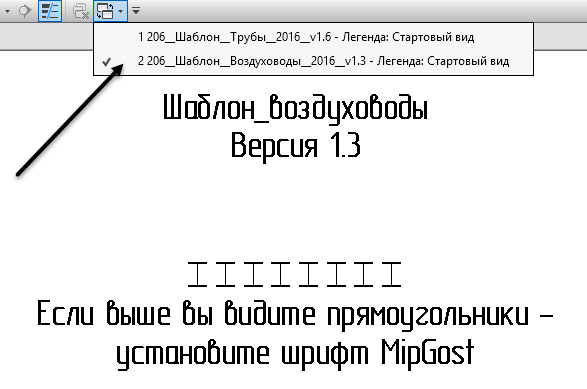 1 206__Шаблон__Трубы__2016__v1.6 - Легенда: Стартовый вид
2 206__Шаблон__Воздуховоды__2016__v1.3 - Легенда: Стартовый вид
Шаблон_воздуховоды
Версия 1.3
Если выше вы видите прямоугольники –
установите шрифт MipGost